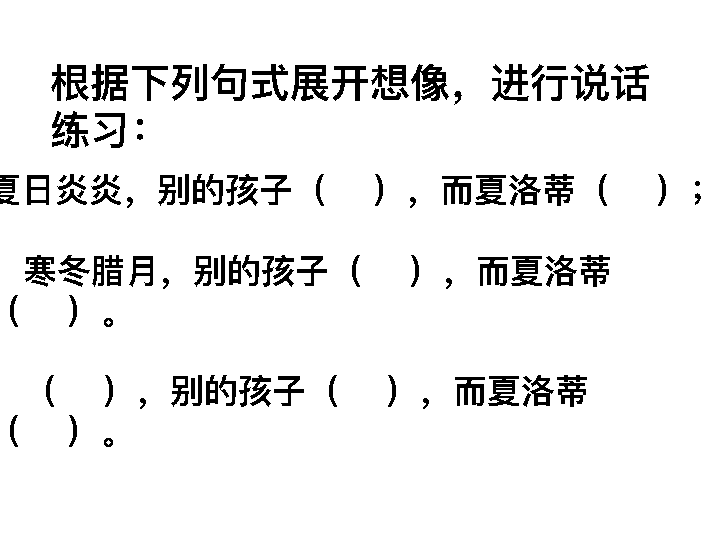 根据下列句式展开想像，进行说话
练习：
夏日炎炎，别的孩子（　），而夏洛蒂（　）；
寒冬腊月，别的孩子（　），而夏洛蒂
（　）。
（　），别的孩子（　），而夏洛蒂
（　）。